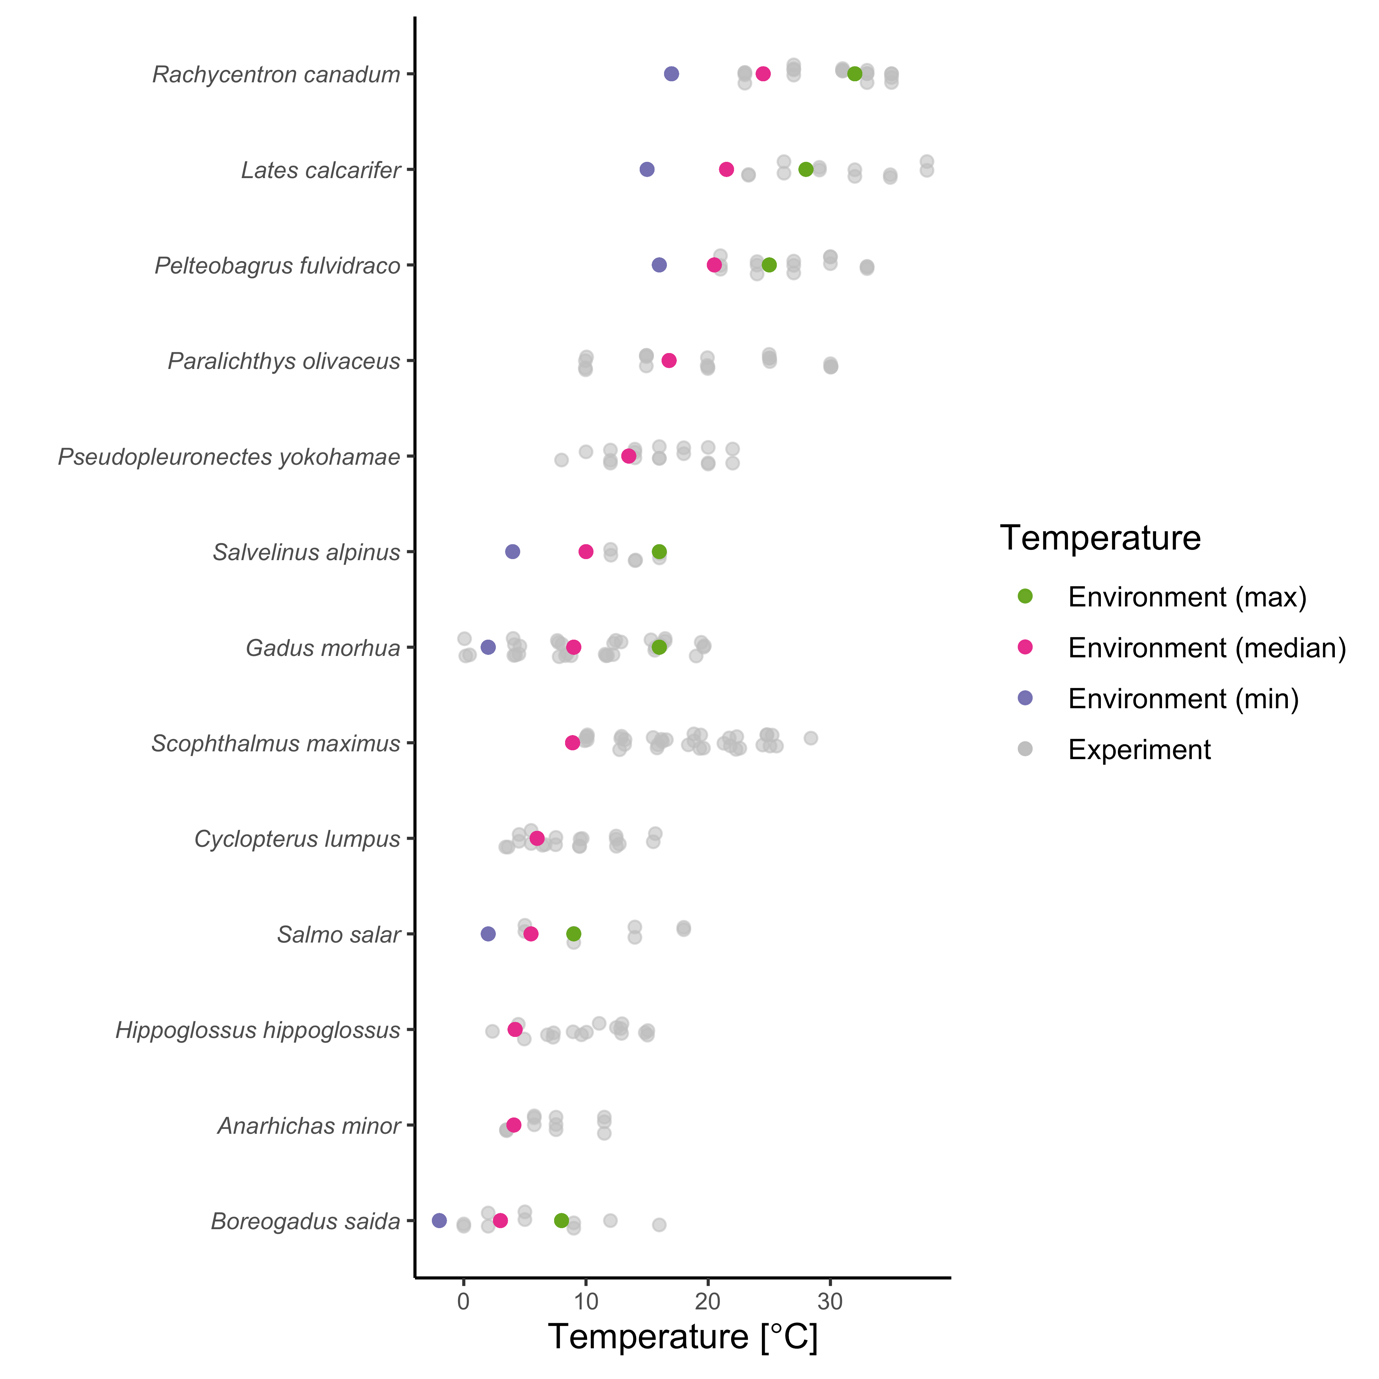 Rachycentron canadum
Lates calcarifer
Pelteobagrus fulvidraco
Paralichthys olivaceus
Pseudopleuronectes yokohamae
Salvelinus alpinus
Gadus morhua
Scophthalmus maximus
Cyclopterus lumpus
Salmo salar
Hippoglossus hippoglossus
Anarhichas minor
Boreogadus saida
0 10 20 30
Temperature [°C]
Temperature
Environment (max)
Environment (median)
Environment (min)
Experiment